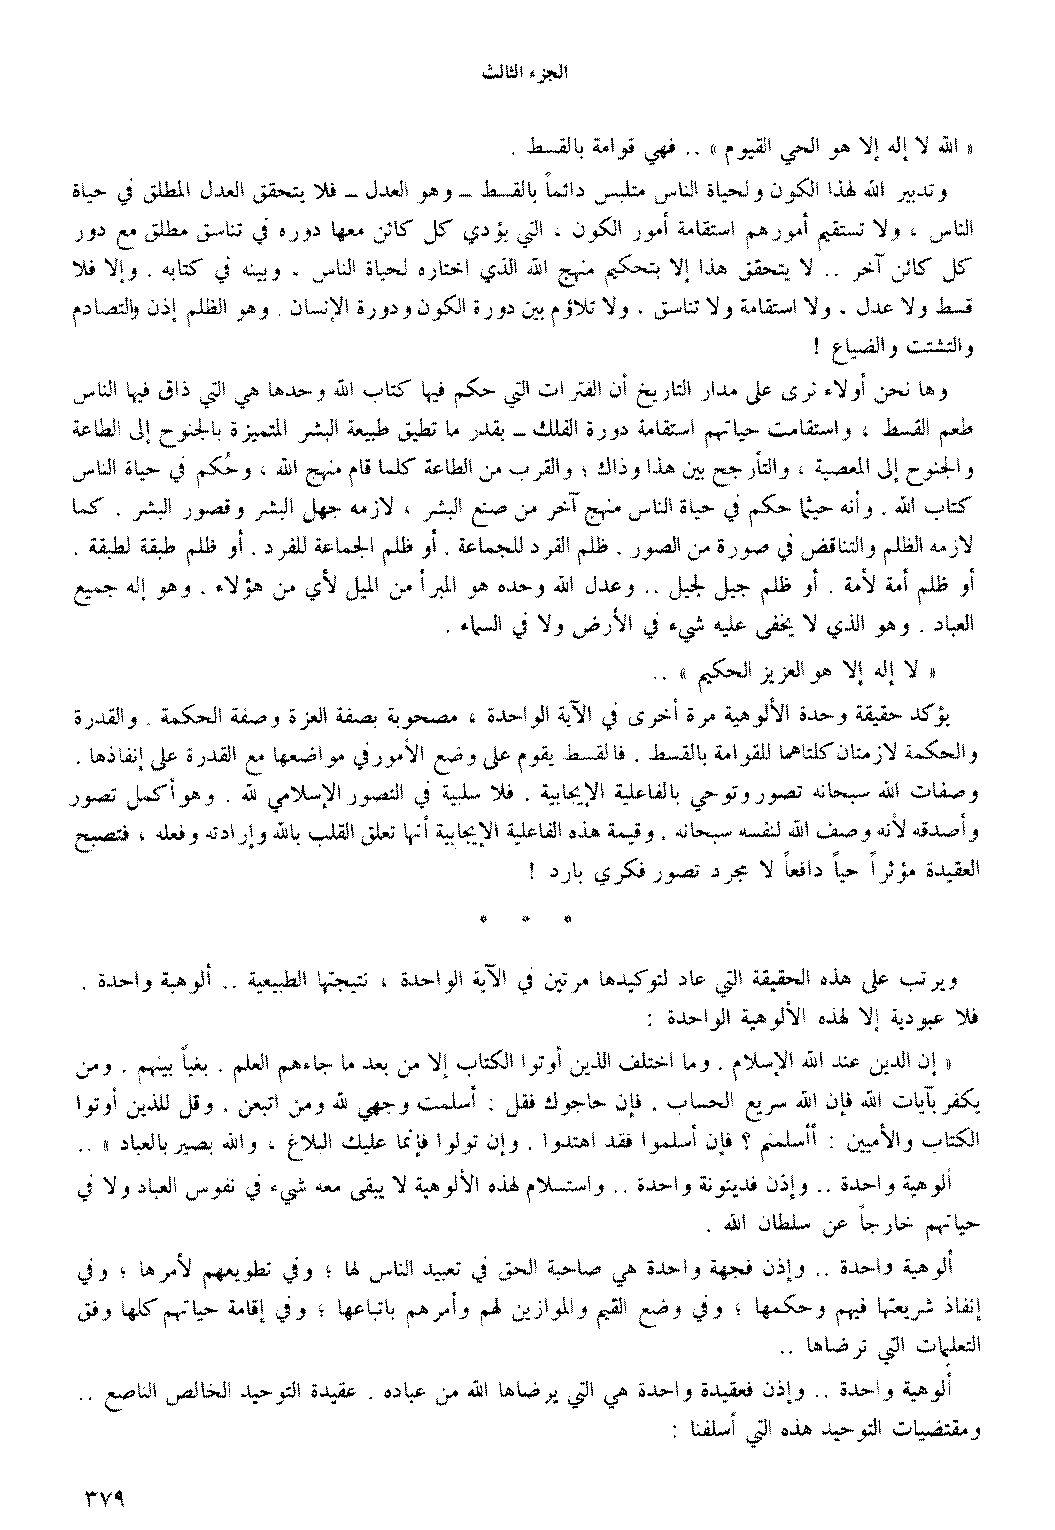 الجزء الثالث
« الله لا إله إلا هو الحي القيوم » .. فهي قوامة بالقسط .
وتدبير الله لهذا الكون ولحياة الناس متلبس دائماً بالقسط – وهو العدل – فلا يتحقق العدل المطلق في حياة
الناس ، ولا تستقيم أمورهم استقامة أمور الكون ، التي يؤدي كل كائن معها دوره في تناسق مطلق مع دور
كل كائن آخر .. لا يتحقق هذا إلا بتحكيم منهج الله الذي اختاره لحياة الناس ، وبينه في كتابه . وإلا فلا
قسط ولا عدل ، ولا استقامة ولا تناسق ، ولا تلاؤم بين دورة الكون ودورة الإنسان . وهو الظلم إذن والتصادم
والتشتت والضياع !
وها نحن أولاء نرى على مدار التاريخ أن الفترات التي حكم فيها كتاب الله وحدها هي التي ذاق فيها الناس
طعم القسط ، واستقامت حياتهم استقامة دورة الفلك – بقدر ما تطيق طبيعة البشر المتميزة بالجنوح إلى الطاعة
والجنوح إلى المعصية ، والتأرجح بين هذا وذاك ؛ والقرب من الطاعة كلما قام منهج الله ، وحُكم في حياة الناس
كتاب الله . وأنه حيثما حكم في حياة الناس منهج آخر من صنع البشر ، لازمه جهل البشر وقصور البشر . كما
لازمه الظلم والتناقض في صورة من الصور . ظلم الفرد للجماعة . أو ظلم الجماعة للفرد . أو ظلم طبقة لطبقة .
أو ظلم أمة لأمة . أو ظلم جيل لجيل .. وعدل الله وحده هو المبرأ من الميل لأي من هؤلاء . وهو إله جميع
العباد . وهو الذي لا يخفى عليه شيء في الأرض ولا في السماء .
« لا إله إلا هو العزيز الحكيم » ..
يؤكد حقيقة وحدة الألوهية مرة أخرى في الآية الواحدة ، مصحوبة بصفة العزة وصفة الحكمة . والقدرة
والحكمة لازمتان كلتاهما للقوامة بالقسط . فالقسط يقوم على وضع الأمور في مواضعها مع القدرة على إنفاذها .
وصفات الله سبحانه تصور وتوحي بالفاعلية الإيجابية . فلا سلبية في التصور الإسلامي لله . وهو أكمل تصور
وأصدقه لأنه وصف الله لنفسه سبحانه . وقيمة هذه الفاعلية الإيجابية أنها تعلق القلب بالله وإرادته وفعله ، فتصبح
العقيدة مؤثراً حياً دافعاً لا مجرد تصور فكري بارد !
* * *
ويرتب على هذه الحقيقة التي عاد لتوكيدها مرتين في الآية الواحدة ، نتيجتها الطبيعية .. ألوهية واحدة .
فلا عبودية إلا لهذه الألوهية الواحدة :
« إن الدين عند الله الإسلام . وما اختلف الذين أوتوا الكتاب إلا من بعد ما جاءهم العلم . بغياً بينهم . ومن
يكفر بآيات الله فإن الله سريع الحساب . فإن حاجوك فقل : أسلمت وجهي لله ومن اتبعن . وقل للذين أوتوا
الكتاب والأميين : أأسلمتم ؟ فإن أسلموا فقد اهتدوا . وإن تولوا فإنما عليك البلاغ ، والله بصير بالعباد » ..
ألوهية واحدة .. وإذن فدينونة واحدة .. واستسلام لهذه الألوهية لا يبقى معه شيء في نفوس العباد ولا في
حياتهم خارجاً عن سلطان الله .
ألوهية واحدة .. وإذن فجهة واحدة هي صاحبة الحق في تعبيد الناس لها ؛ وفي تطويعهم لأمرها ؛ وفي
إنفاذ شريعتها فيهم وحكمها ؛ وفي وضع القيم والموازين لهم وأمرهم باتباعها ؛ وفي إقامة حياتهم كلها وفق
التعليمات التي ترضاها ..
ألوهية واحدة .. وإذن فعقيدة واحدة هي التي يرضاها الله من عباده . عقيدة التوحيد الخالص الناصع ..
ومقتضيات التوحيد هذه التي أسلفنا :
٣٧٩